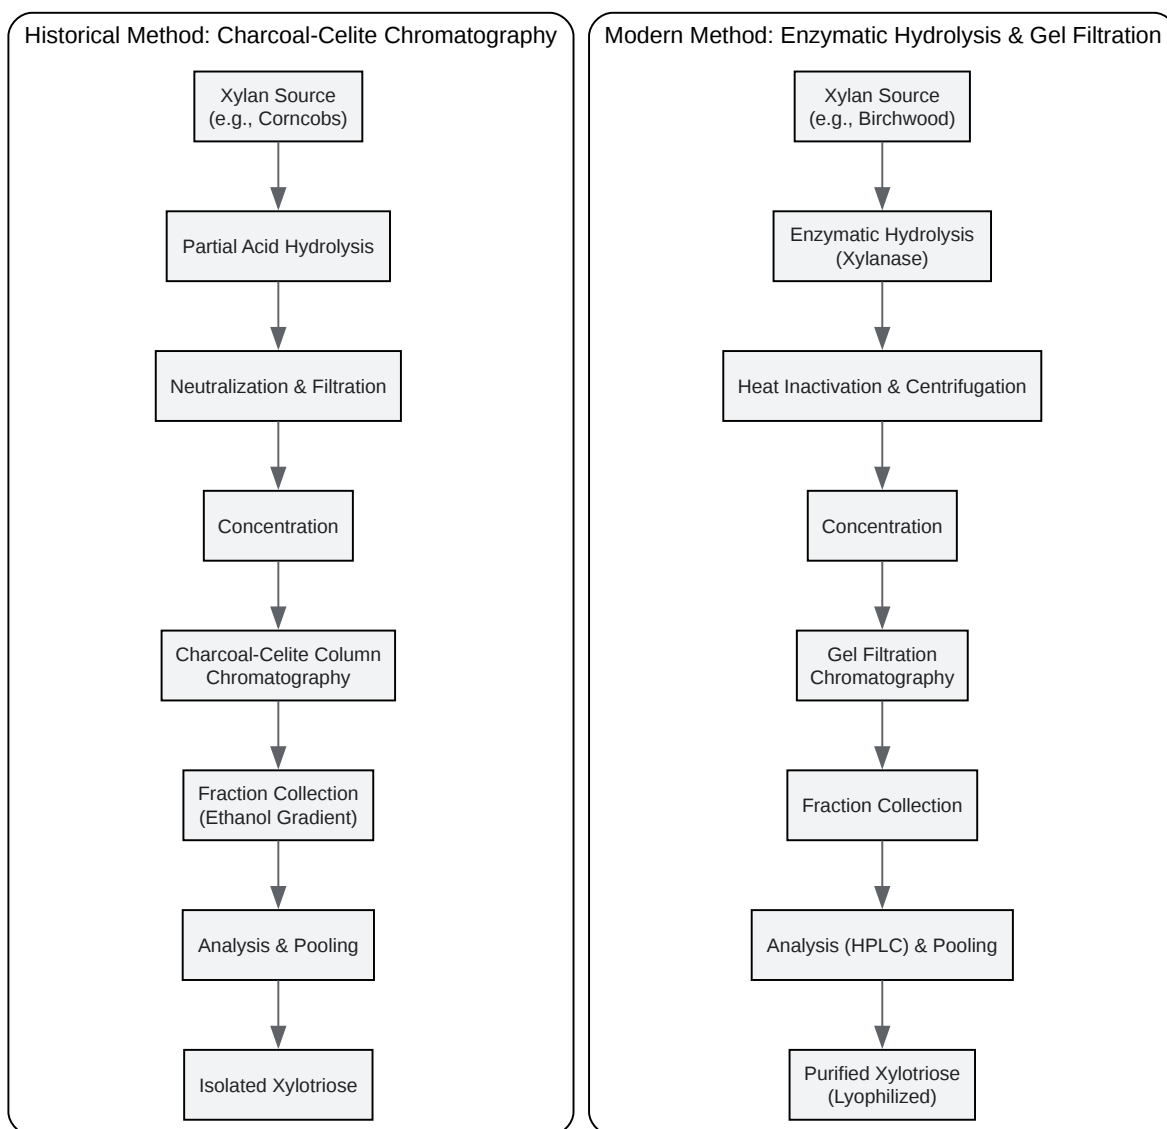 Historical Method: Charcoal-Celite Chromatography
Xylan Source
(e.g., Corncobs)
Partial Acid Hydrolysis
Neutralization & Filtration
Concentration
Charcoal-Celite Column
Chromatography
Fraction Collection
(Ethanol Gradient)
Analysis & Pooling
Isolated Xylotriose
Modern Method: Enzymatic Hydrolysis & Gel Filtration
Xylan Source
(e.g., Birchwood)
Enzymatic Hydrolysis
(Xylanase)
Heat Inactivation & Centrifugation
Concentration
Gel Filtration
Chromatography
Fraction Collection
Analysis (HPLC) & Pooling
Purified Xylotriose
(Lyophilized)